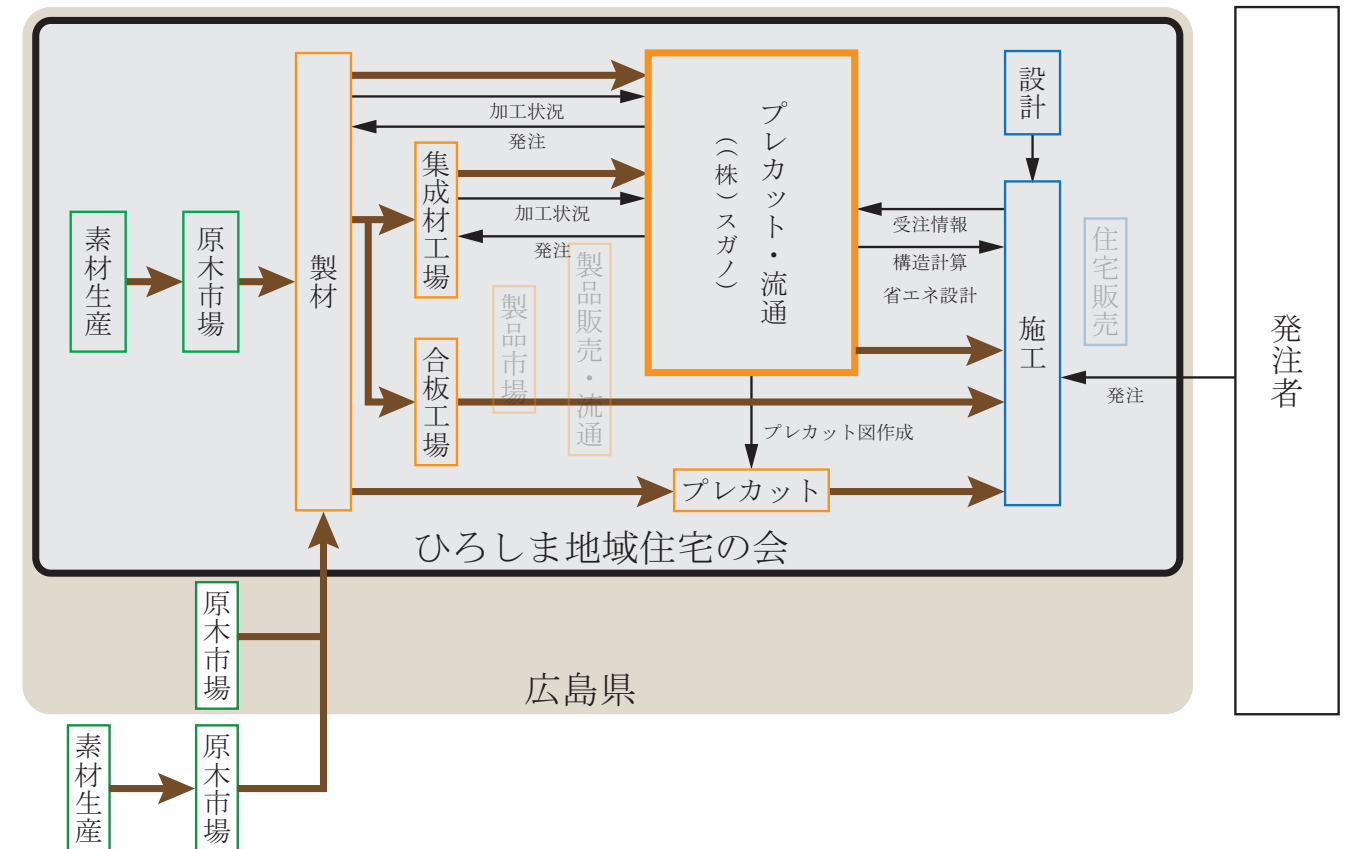 素材生産
原木市場
製材
加工状況
発注
集成材工場
加工状況
発注
合板工場
製品市場
製品販売・流通
プレカット・流通
((株)スガノ)
設計
受注情報
構造計算
省エネ設計
施工
住宅販売
発注
発注者
プレカット図作成
プレカット
ひろしま地域住宅の会
原木市場
広島県
素材生産
原木市場